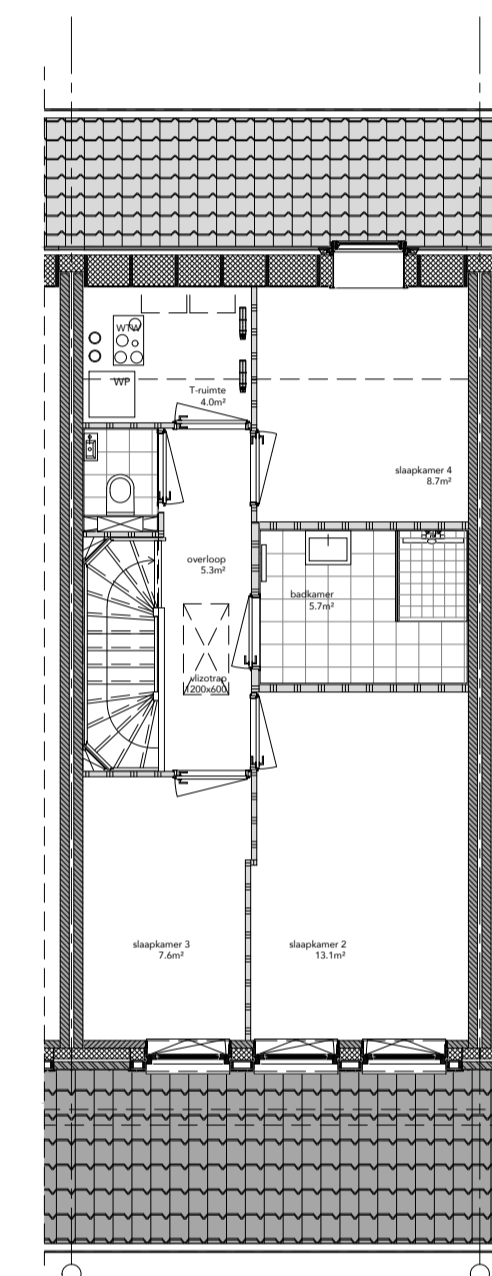 WTW
WP
T-ruimte
4.0m²
slaapkamer 4
8.7m²
overloop
5.3m²
badkamer
5.7m²
vlizotrap
1200x600
slaapkamer 3
7.6m²
slaapkamer 2
13.1m²